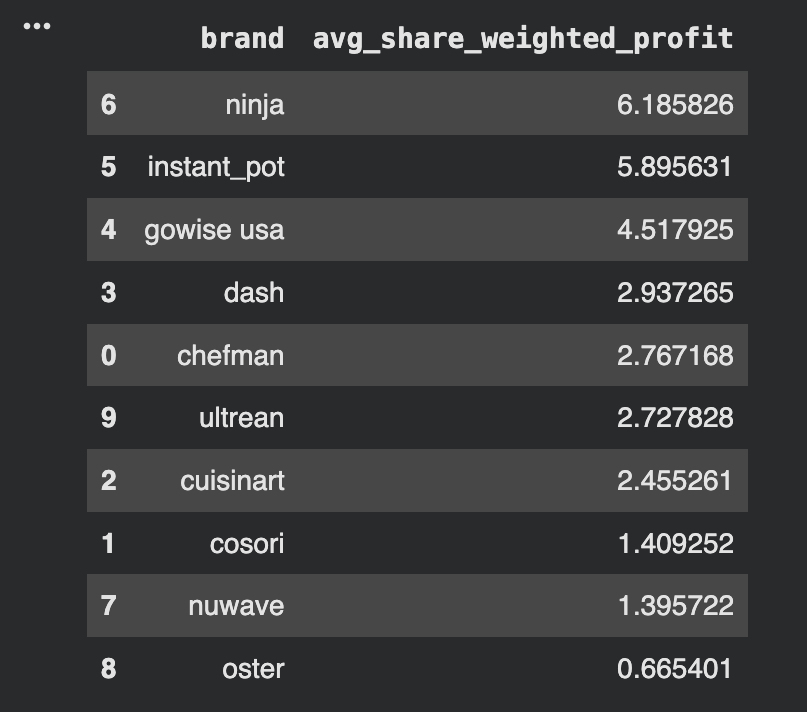 brand avg_share_weighted_profit
6 ninja 6.185826
5 instant_pot 5.895631
4 gowise usa 4.517925
3 dash 2.937265
0 chefman 2.767168
9 ultrean 2.727828
2 cuisinart 2.455261
1 cosori 1.409252
7 nuwave 1.395722
8 oster 0.665401